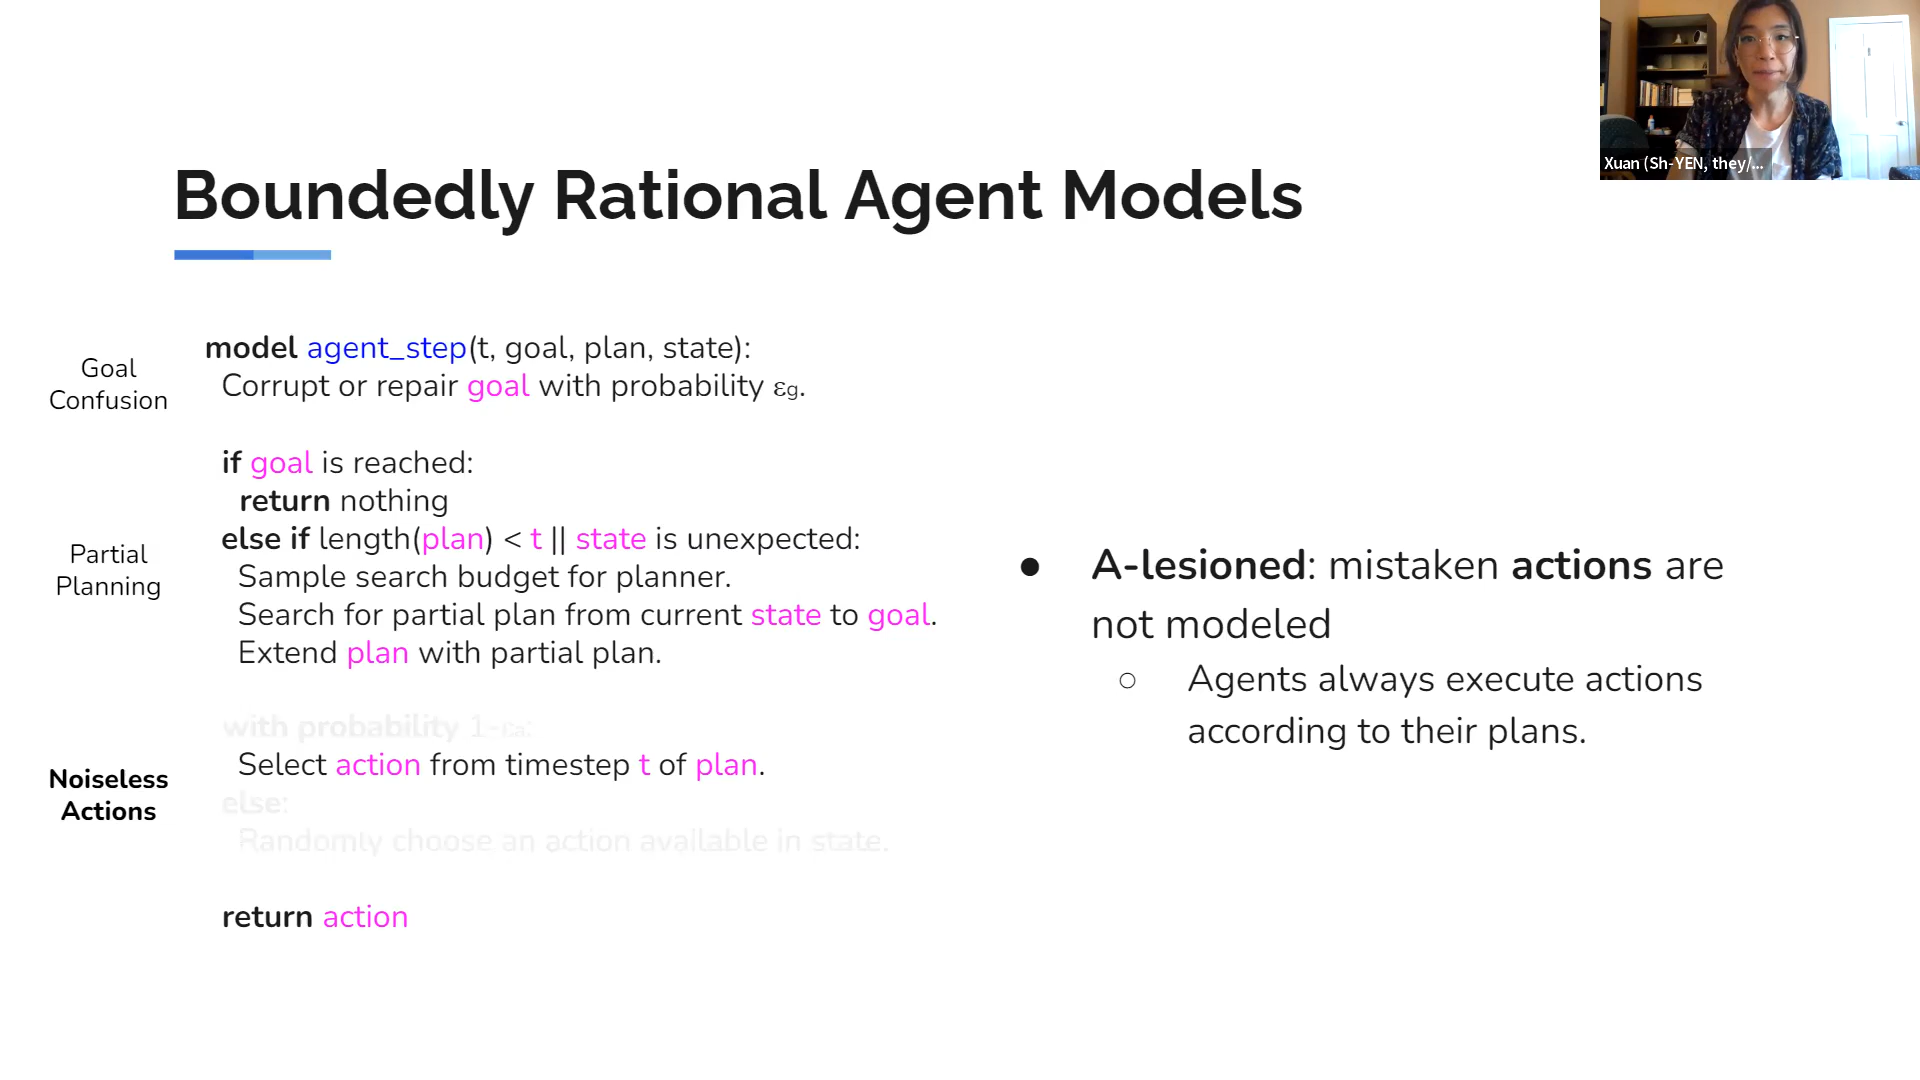 Xuan (Sh-YEN, they/...
Boundedly Rational Agent Models
Goal
Confusion
model agent_step(t, goal, plan, state):
Corrupt or repair goal with probability εg.
if goal is reached:
return nothing
Partial
Planning
else if length(plan) < t || state is unexpected:
Sample search budget for planner.
Search for partial plan from current state to goal.
Extend plan with partial plan.
Noiseless
Actions
with probability 1-εa:
Select action from timestep t of plan.
else:
Randomly choose an action available in state.
return action
● A-lesioned: mistaken actions are
not modeled
○ Agents always execute actions
according to their plans.